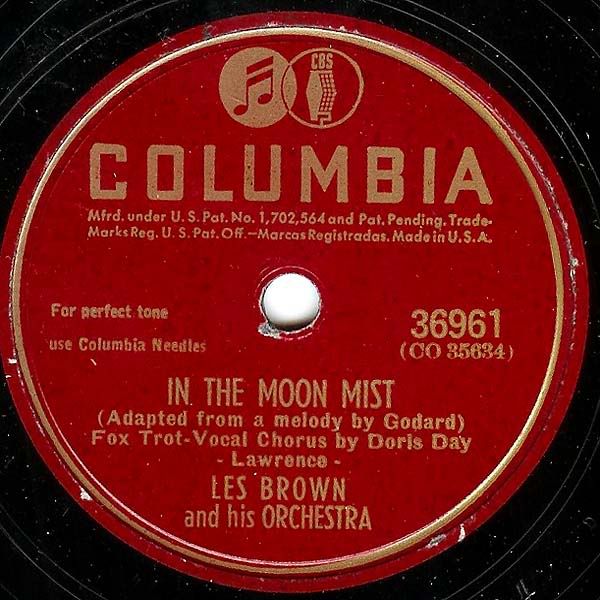 CBS
COLUMBIA
Mfrd. under U.S. Pat. No. 1,702,564 and Pat. Pending. Trade-
Marks Reg. U.S. Pat. Off.—Marcas Registradas. Made in U.S.A.
For perfect tone
use Columbia Needles
36961
(CO 35634)
IN THE MOON MIST
(Adapted from a melody by Godard)
Fox Trot-Vocal Chorus by Doris Day
- Lawrence -
LES BROWN
and his ORCHESTRA